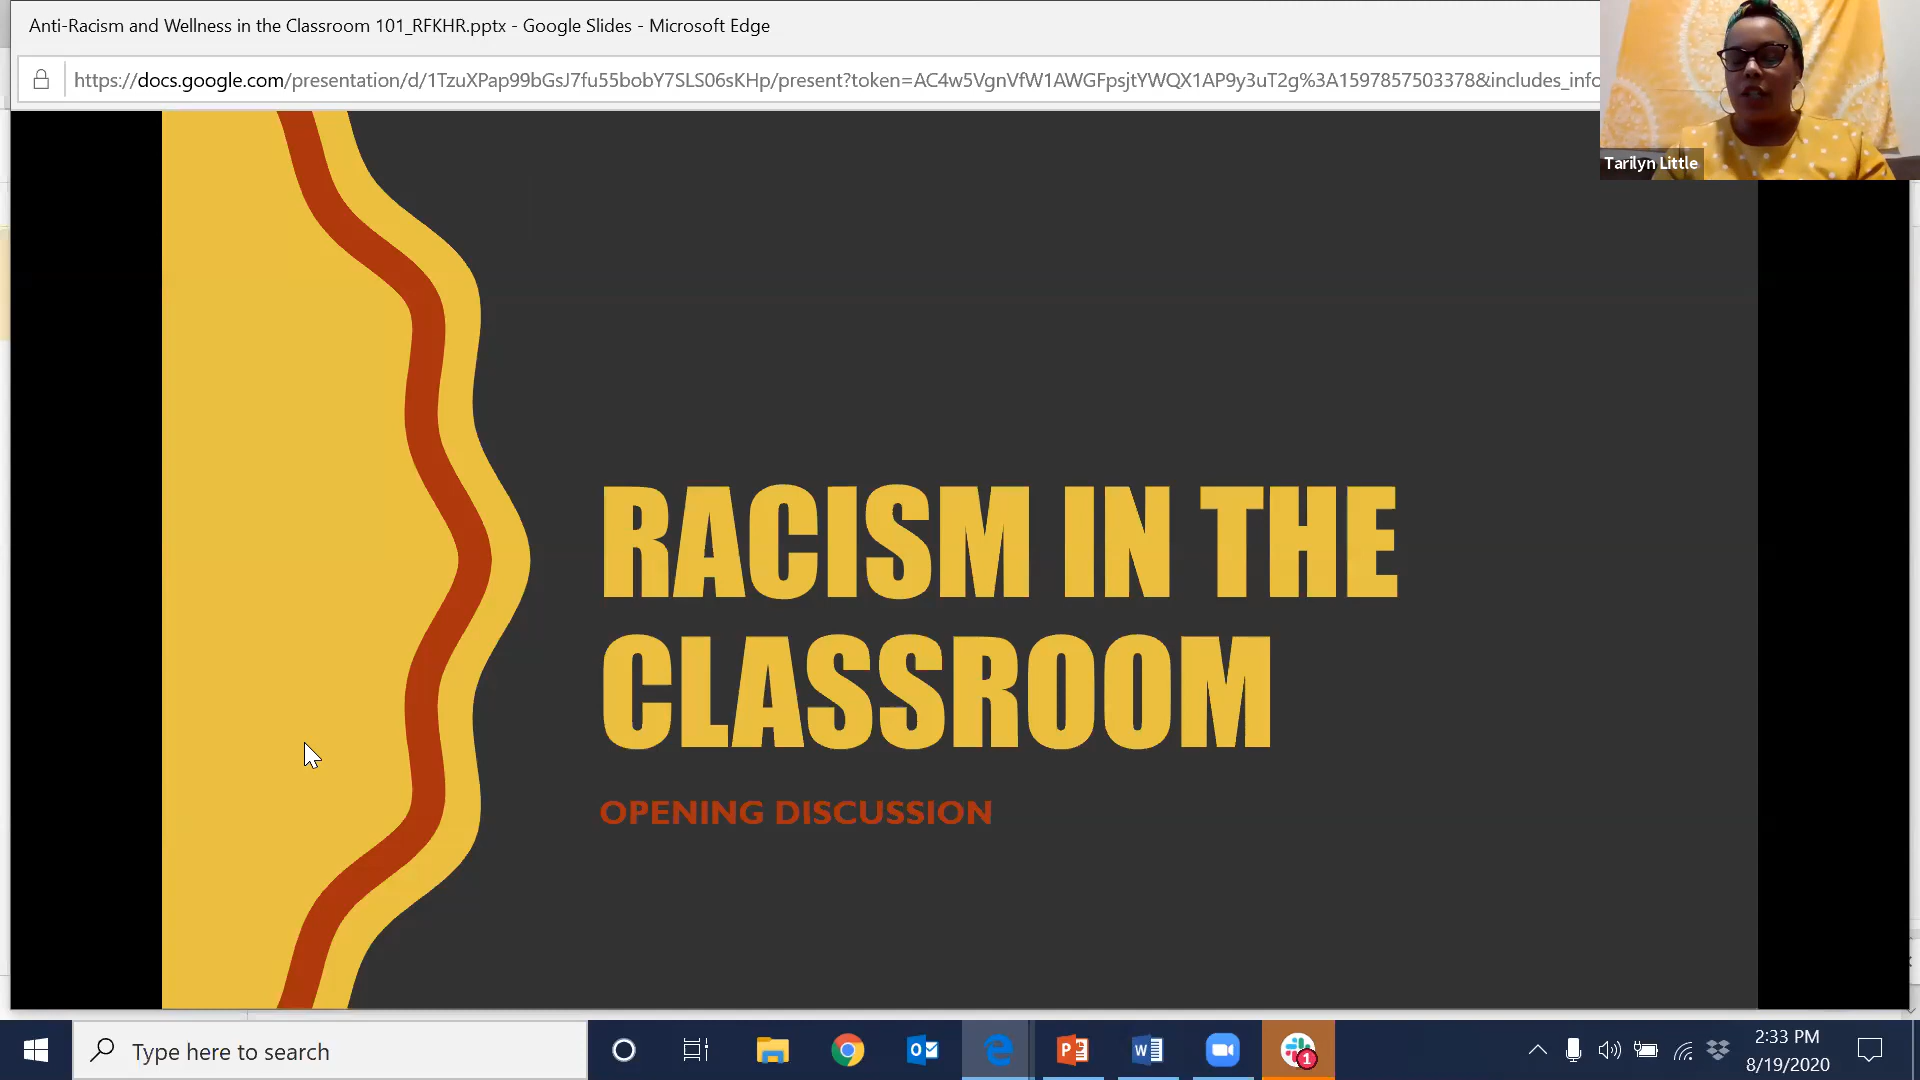 Anti-Racism and Wellness in the Classroom 101_RFKHR.pptx - Google Slides - Microsoft Edge
https://docs.google.com/presentation/d/1TzuXPap99bGsJ7fu55bobY7SLS06sKHp/present?token=AC4w5VgnVfW1AWGFpsjtYWQX1AP9y3uT2g%3A1597857503378&includes_info
Tarilyn Little
RACISM IN THE
CLASSROOM
OPENING DISCUSSION
Type here to search
2:33 PM
8/19/2020